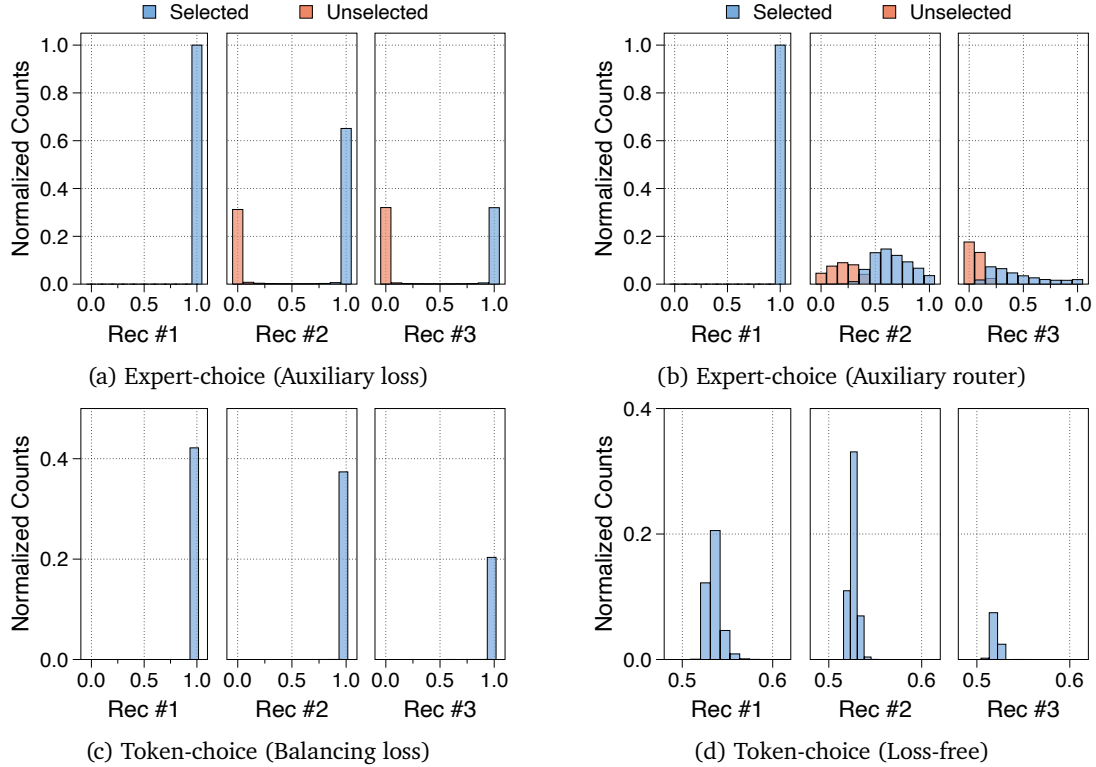 Selected Unselected
Selected Unselected
Normalized Counts
1.0
0.8
0.6
0.4
0.2
0.0
0.0 0.5 1.0 0.0 0.5 1.0 0.0 0.5 1.0
Rec #1 Rec #2 Rec #3
(a) Expert-choice (Auxiliary loss)
Normalized Counts
1.0
0.8
0.6
0.4
0.2
0.0
0.0 0.5 1.0 0.0 0.5 1.0 0.0 0.5 1.0
Rec #1 Rec #2 Rec #3
(b) Expert-choice (Auxiliary router)
Normalized Counts
0.4
0.2
0.0
0.0 0.5 1.0 0.0 0.5 1.0 0.0 0.5 1.0
Rec #1 Rec #2 Rec #3
(c) Token-choice (Balancing loss)
Normalized Counts
0.4
0.2
0.0
0.5 0.6 0.5 0.6 0.5 0.6
Rec #1 Rec #2 Rec #3
(d) Token-choice (Loss-free)